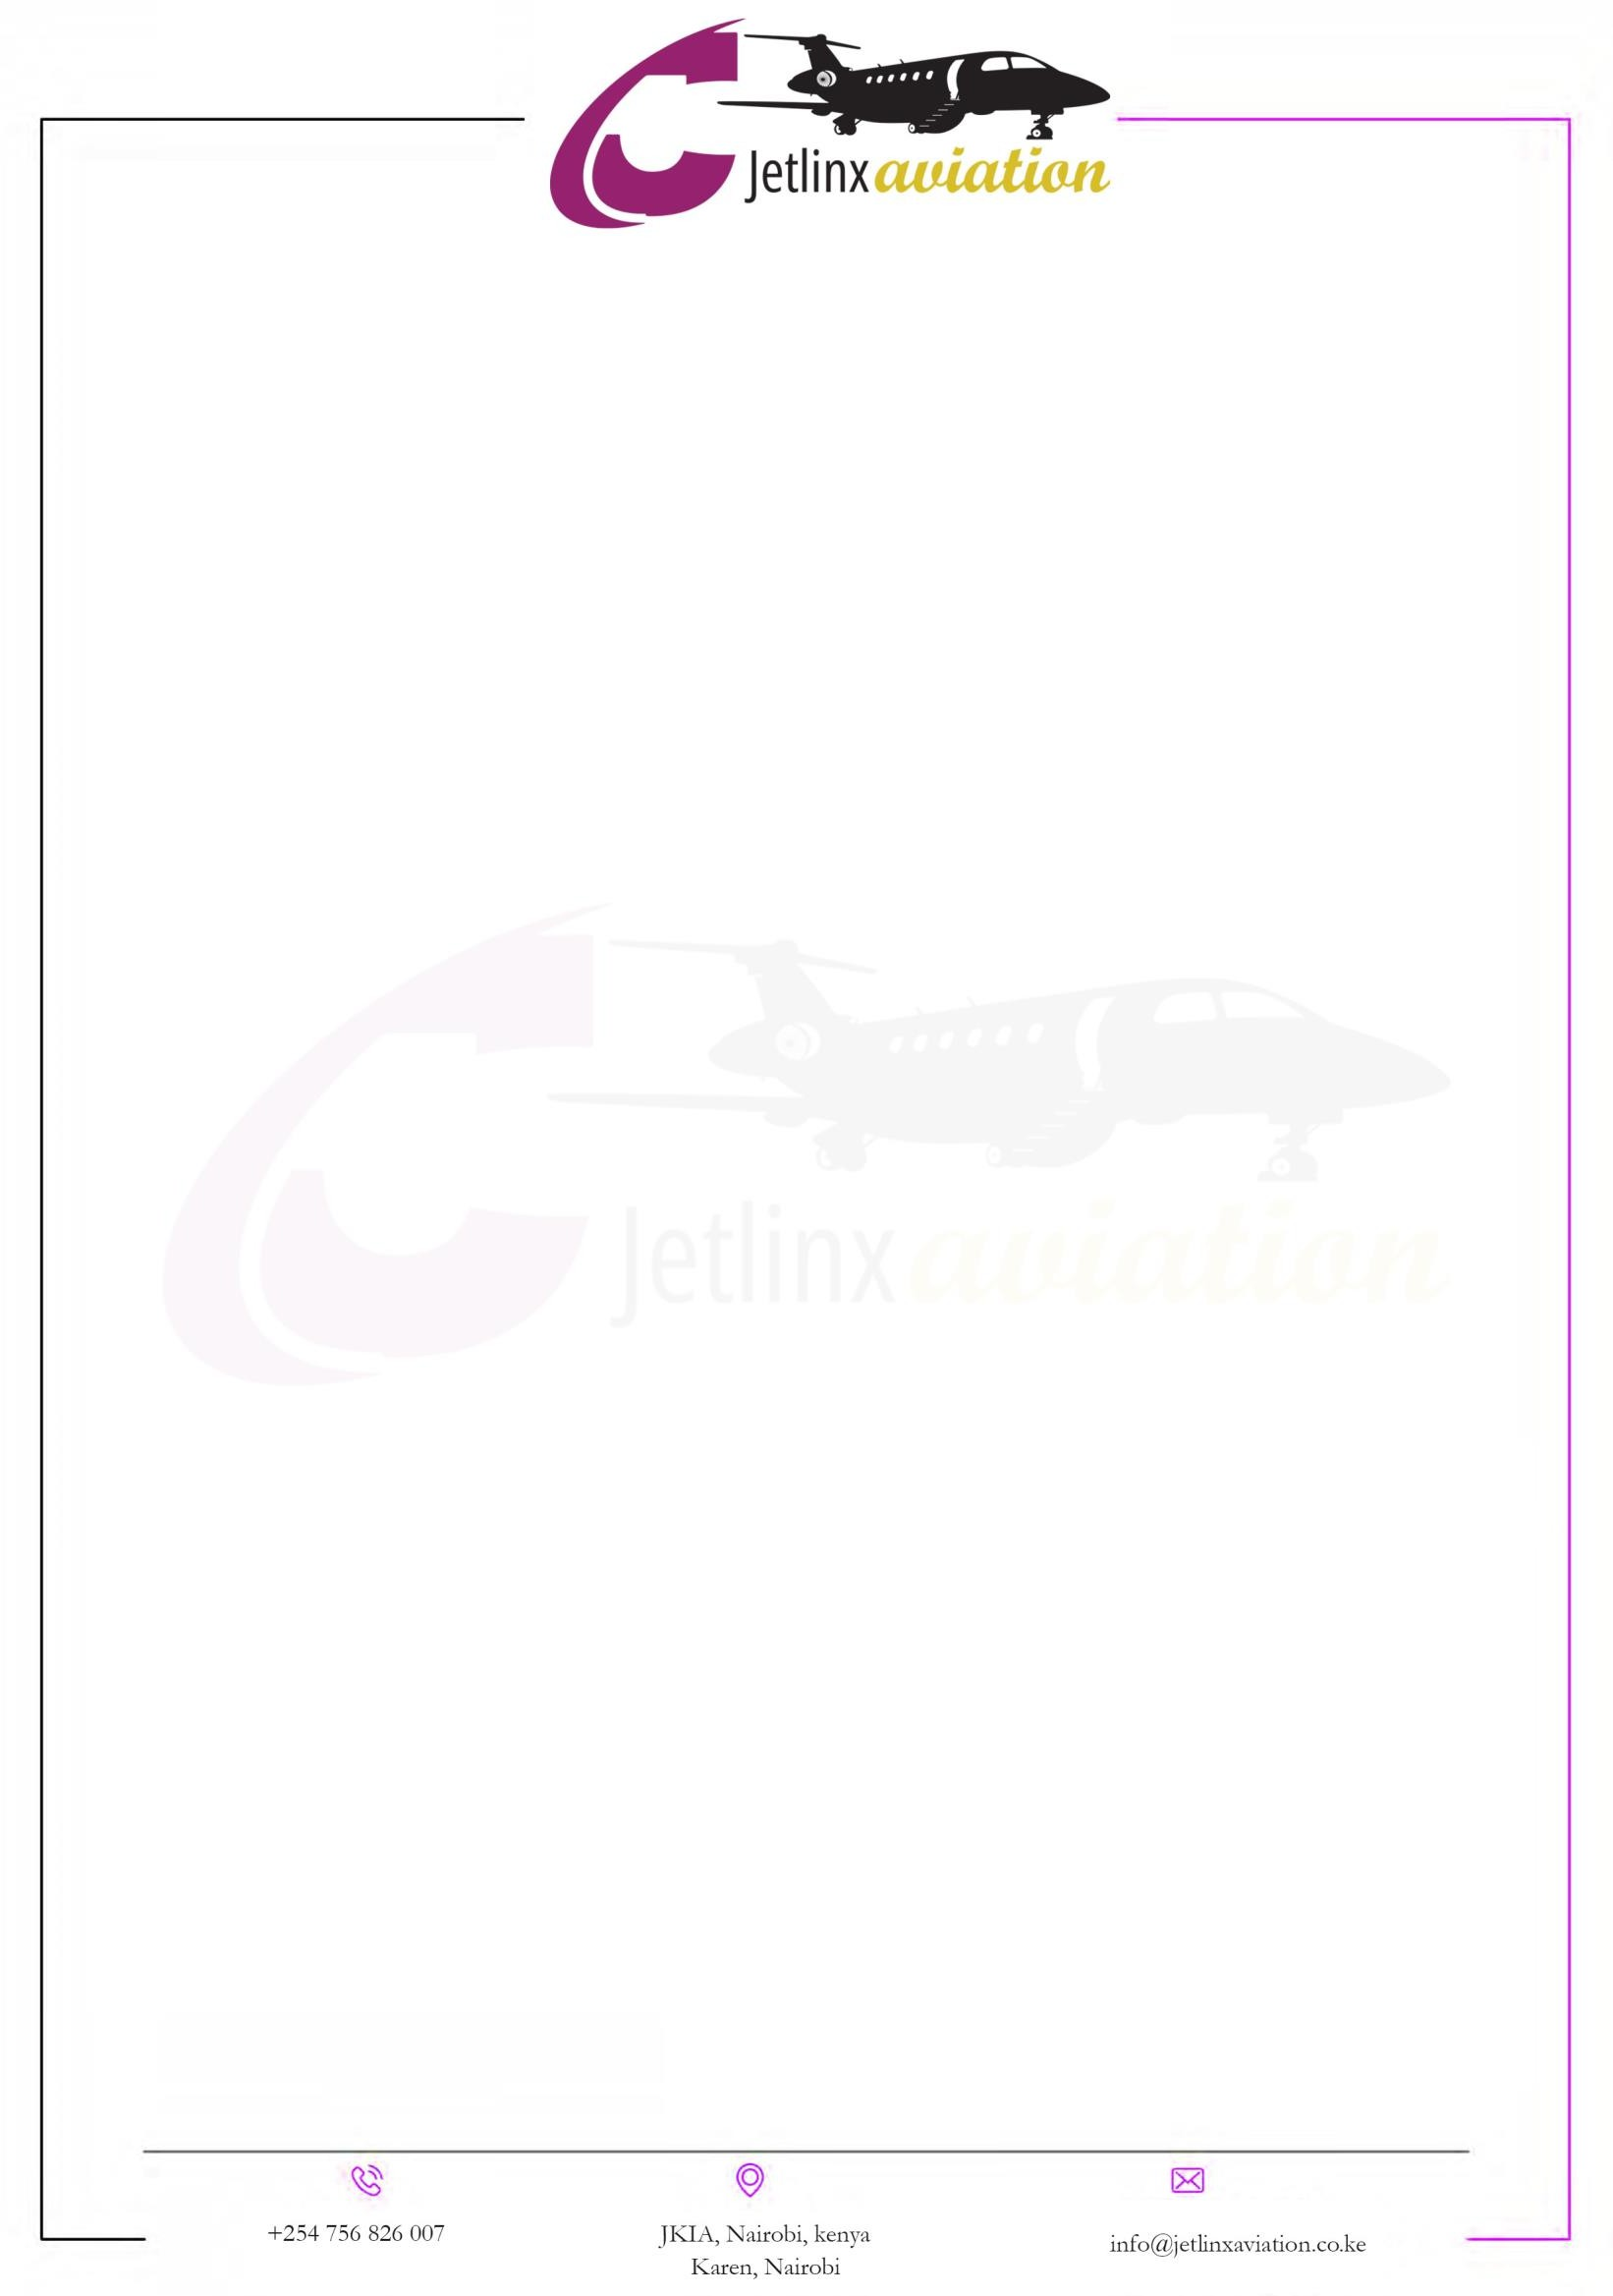 Jetlinx aviation
Jetlinx aviation
+254 756 826 007
JKIA, Nairobi, kenya
Karen, Nairobi
info@jetlinxaviation.co.ke